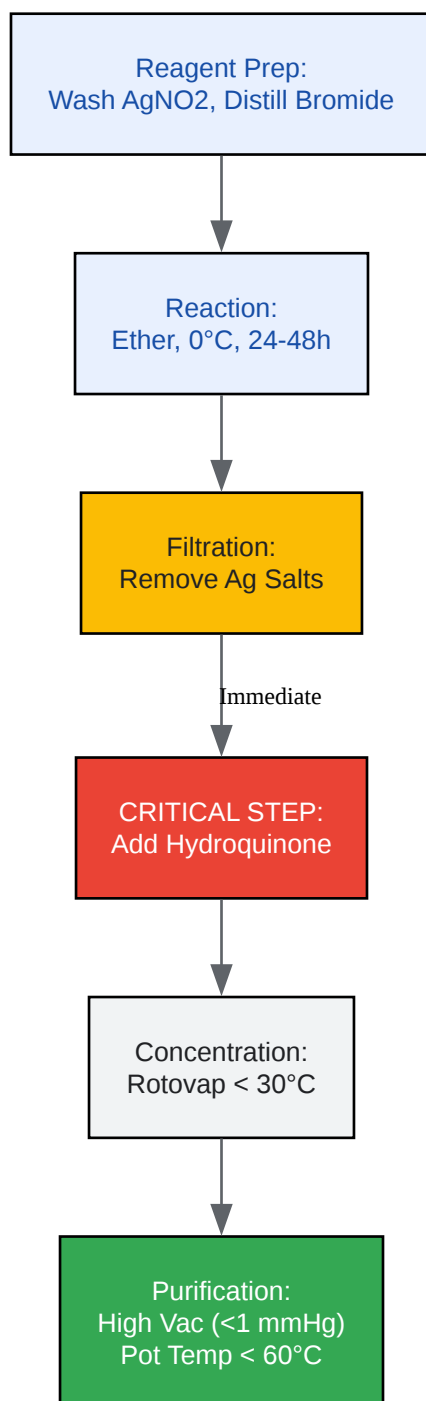 Reagent Prep:
Wash AgNO2, Distill Bromide
Reaction:
Ether, 0°C, 24-48h
Filtration:
Remove Ag Salts
Immediate
CRITICAL STEP:
Add Hydroquinone
Concentration:
Rotovap < 30°C
Purification:
High Vac (<1 mmHg)
Pot Temp < 60°C